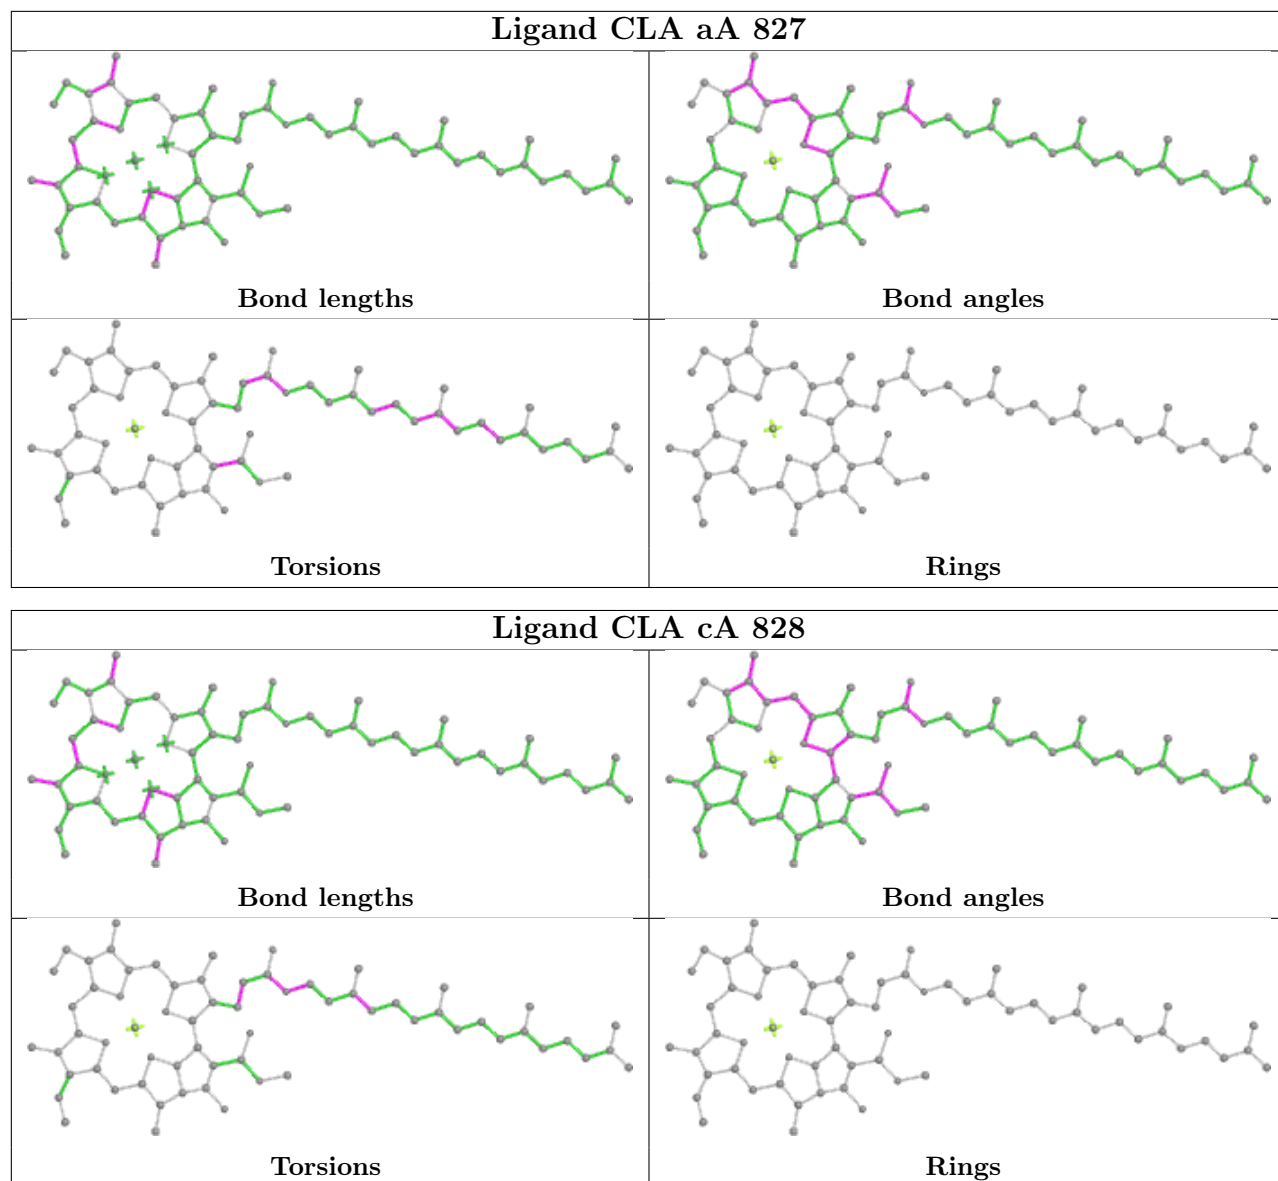 Ligand CLA aA 827
Bond lengths
Bond angles
Torsions
Rings
Ligand CLA cA 828
Bond lengths
Bond angles
Torsions
Rings